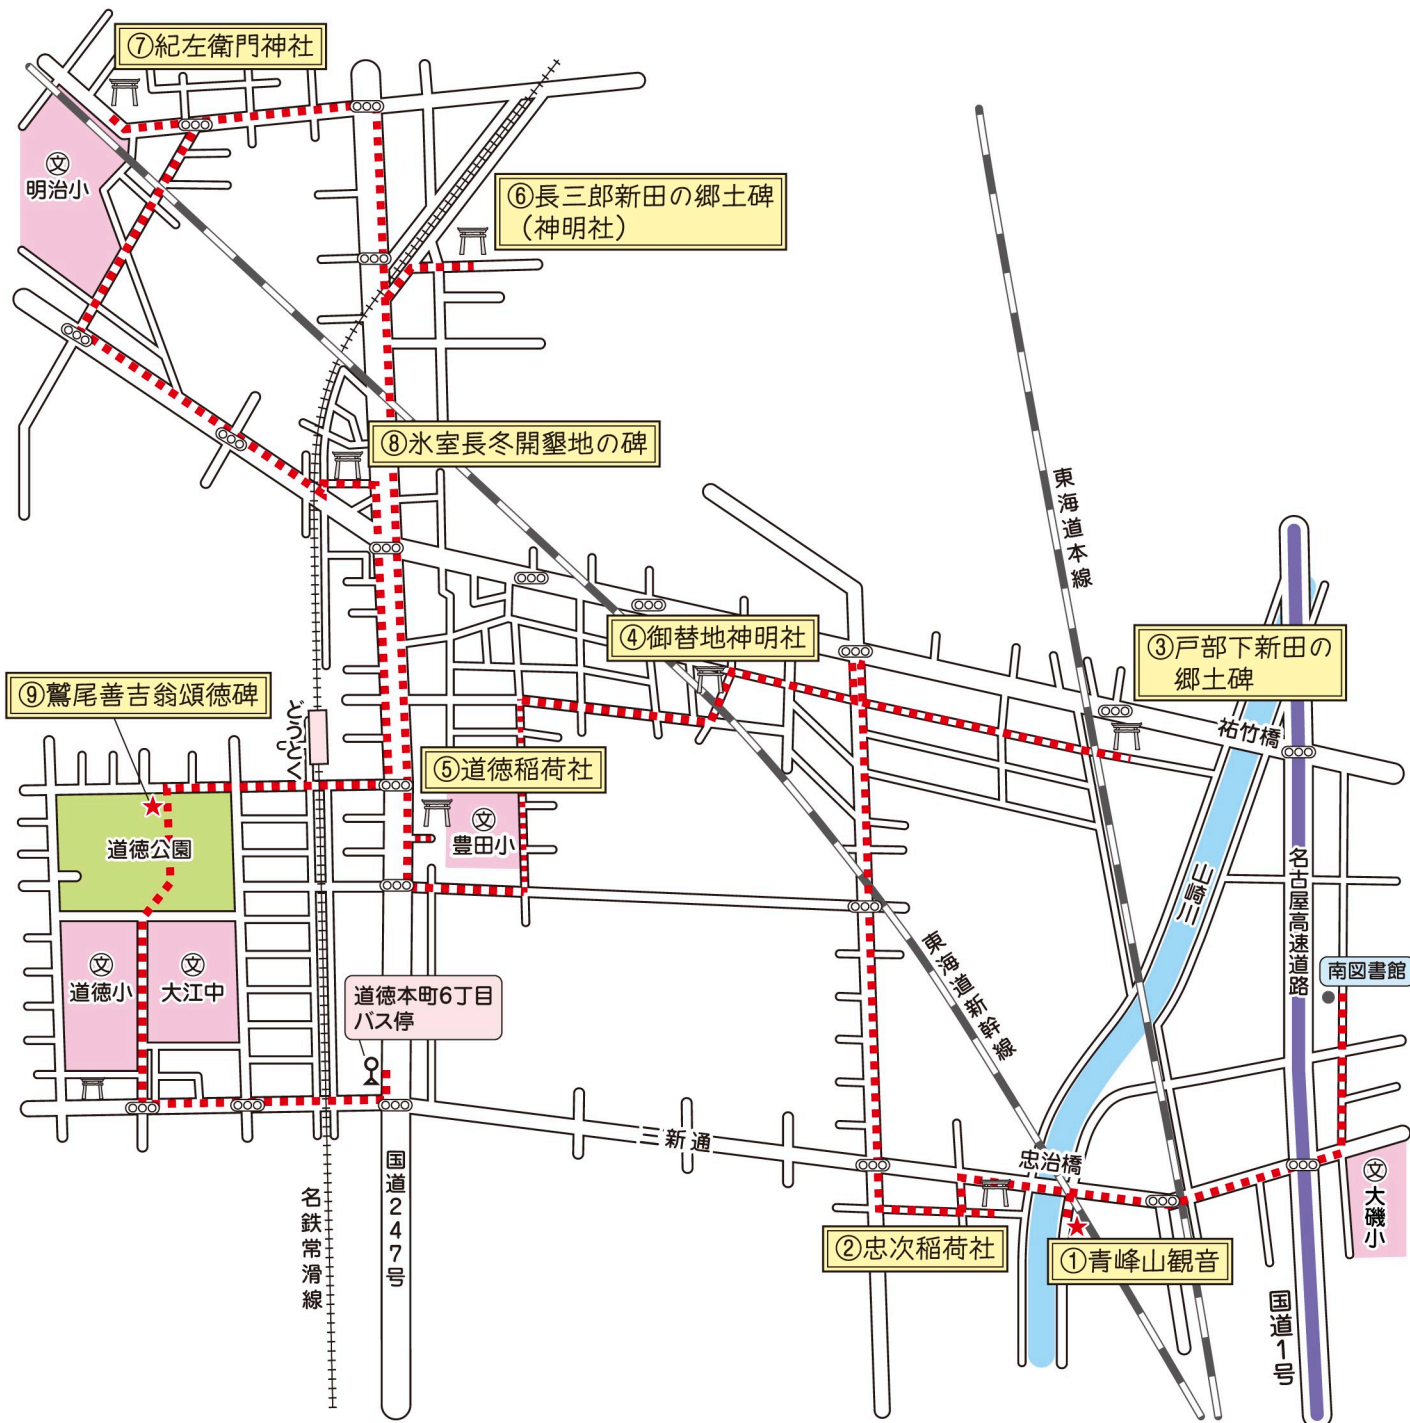 ⑦紀左衛門神社
文
明治小
⑥長三郎新田の郷土碑
(神明社)
⑧氷室長冬開墾地の碑
東海道本線
④御替地神明社
③戸部下新田の
郷土碑
祐竹橋
⑨鷲尾善吉翁頌徳碑
どうとく
⑤道徳稲荷社
文
豊田小
道徳公園
山崎川
名古屋高速道路
東海道新幹線
南図書館
文
道徳小
文
大江中
道徳本町6丁目
バス停
三新通
忠治橋
国道247号
名鉄常滑線
②忠次稲荷社
①青峰山観音
文
大磯小
国道1号